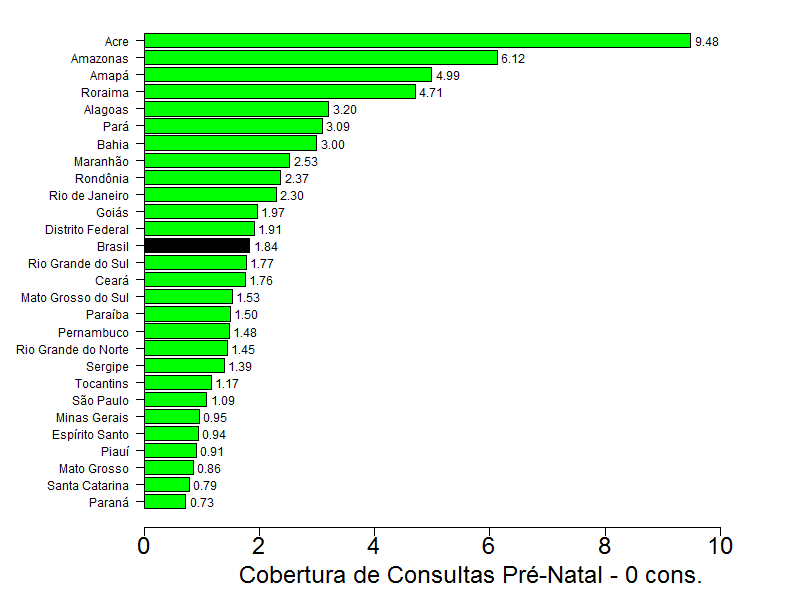 Acre 9.48
Amazonas 6.12
Amapá 4.99
Roraima 4.71
Alagoas 3.20
Pará 3.09
Bahia 3.00
Maranhão 2.53
Rondônia 2.37
Rio de Janeiro 2.30
Goiás 1.97
Distrito Federal 1.91
Brasil 1.84
Rio Grande do Sul 1.77
Ceará 1.76
Mato Grosso do Sul 1.53
Paraíba 1.50
Pernambuco 1.48
Rio Grande do Norte 1.45
Sergipe 1.39
Tocantins 1.17
São Paulo 1.09
Minas Gerais 0.95
Espírito Santo 0.94
Piauí 0.91
Mato Grosso 0.86
Santa Catarina 0.79
Paraná 0.73
0 2 4 6 8 10
Cobertura de Consultas Pré-Natal - 0 cons.